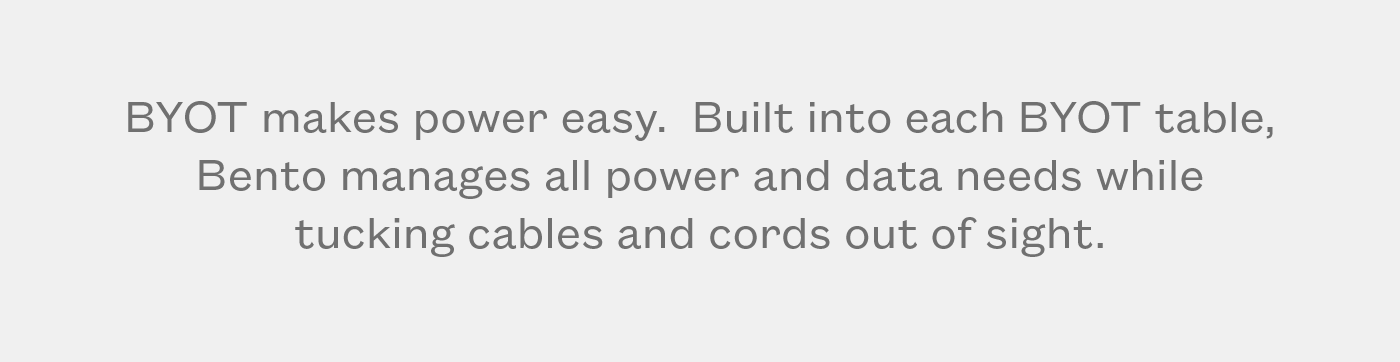 BYOT makes power easy.  Built into each BYOT table,
Bento manages all power and data needs while
tucking cables and cords out of sight.